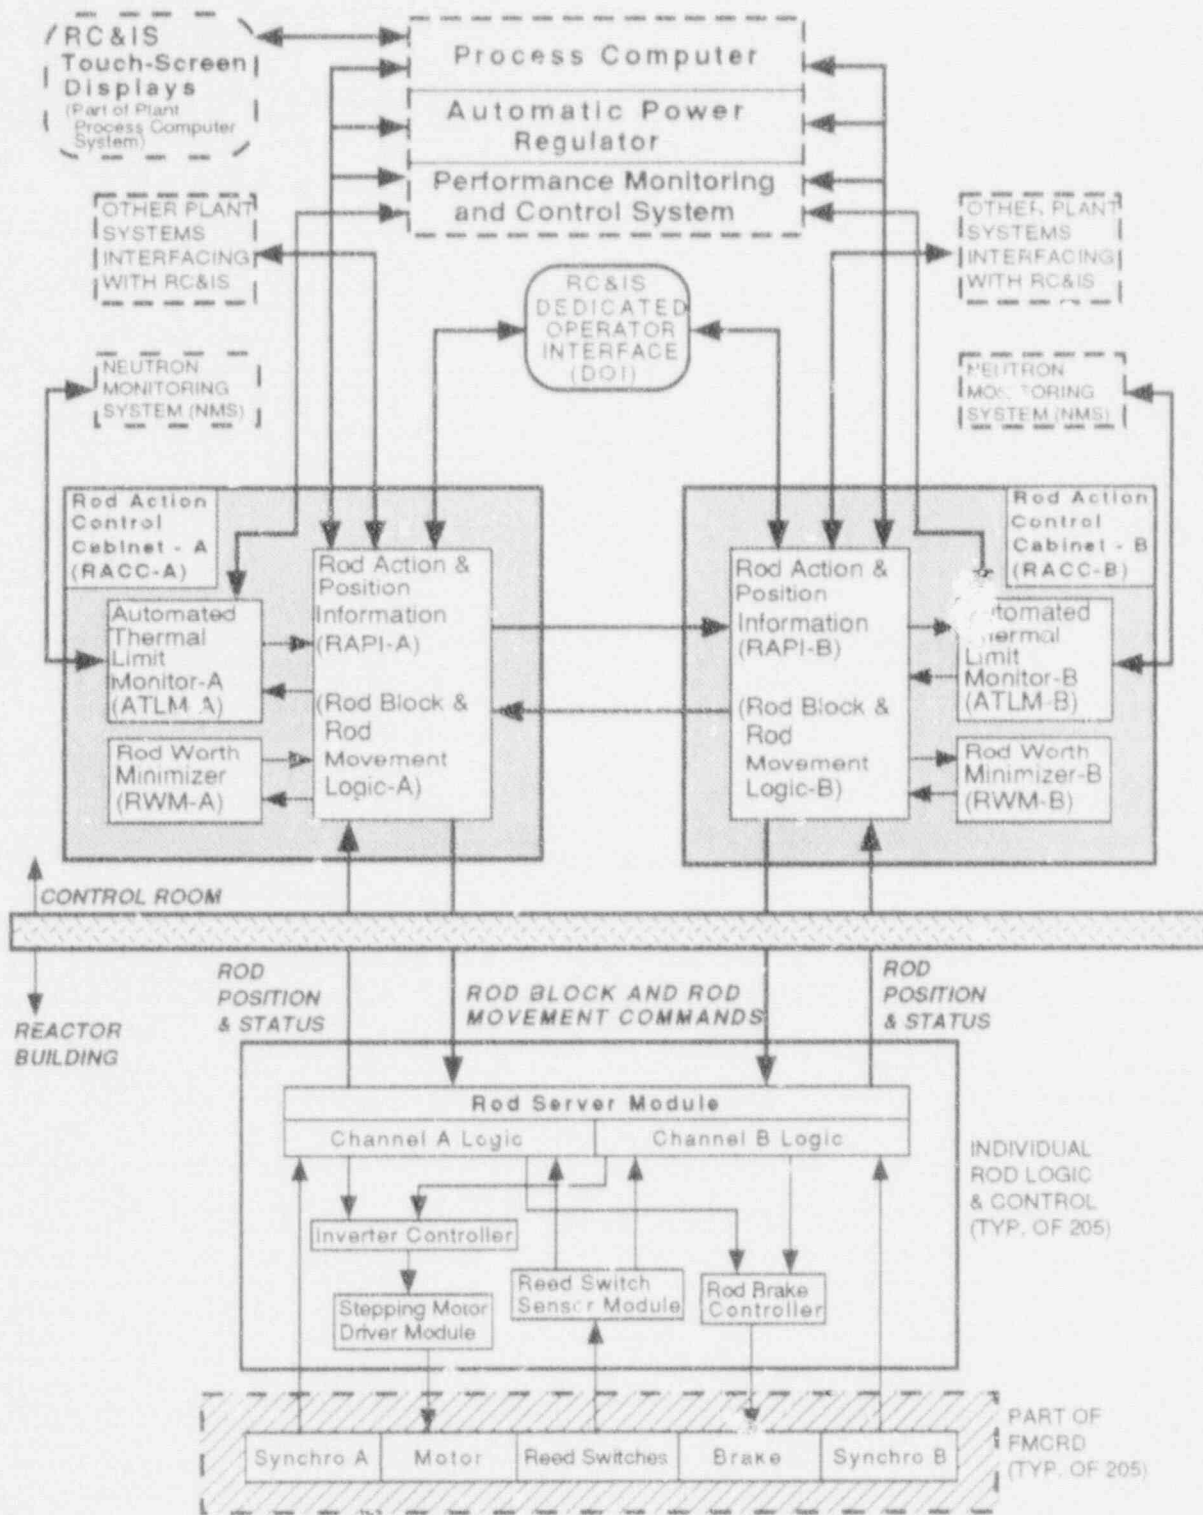 RC&IS
Touch-Screen
Displays
(Part of Plant
Process Computer
System)
Process Computer
Automatic Power
Regulator
Performance Monitoring
and Control System
OTHER PLANT
SYSTEMS
INTERFACING
WITH RC&IS
OTHER PLANT
SYSTEMS
INTERFACING
WITH RC&IS
RC&IS
DEDICATED
OPERATOR
INTERFACE
(DOI)
NEUTRON
MONITORING
SYSTEM (NMS)
NEUTRON
MONITORING
SYSTEM (NMS)
Rod Action
Control
Cabinet - A
(RACC-A)
Rod Action &
Position
Information
(RAPI-A)
(Rod Block &
Rod
Movement
Logic-A)
Automated
Thermal
Limit
Monitor-A
(ATLM-A)
Rod Worth
Minimizer
(RWM-A)
Rod Action
Control
Cabinet - B
(RACC-B)
Rod Action &
Position
Information
(RAPI-B)
(Rod Block &
Rod
Movement
Logic-B)
Automated
Thermal
Limit
Monitor-B
(ATLM-B)
Rod Worth
Minimizer-B
(RWM-B)
CONTROL ROOM
REACTOR
BUILDING
ROD
POSITION
& STATUS
ROD BLOCK AND ROD
MOVEMENT COMMANDS
ROD
POSITION
& STATUS
Rod Server Module
Channel A Logic
Channel B Logic
Inverter Controller
Stepping Motor
Driver Module
Reed Switch
Sensor Module
Rod Brake
Controller
INDIVIDUAL
ROD LOGIC
& CONTROL
(TYP. OF 205)
Synchro A
Motor
Reed Switches
Brake
Synchro B
PART OF
FMCRD
(TYP. OF 205)